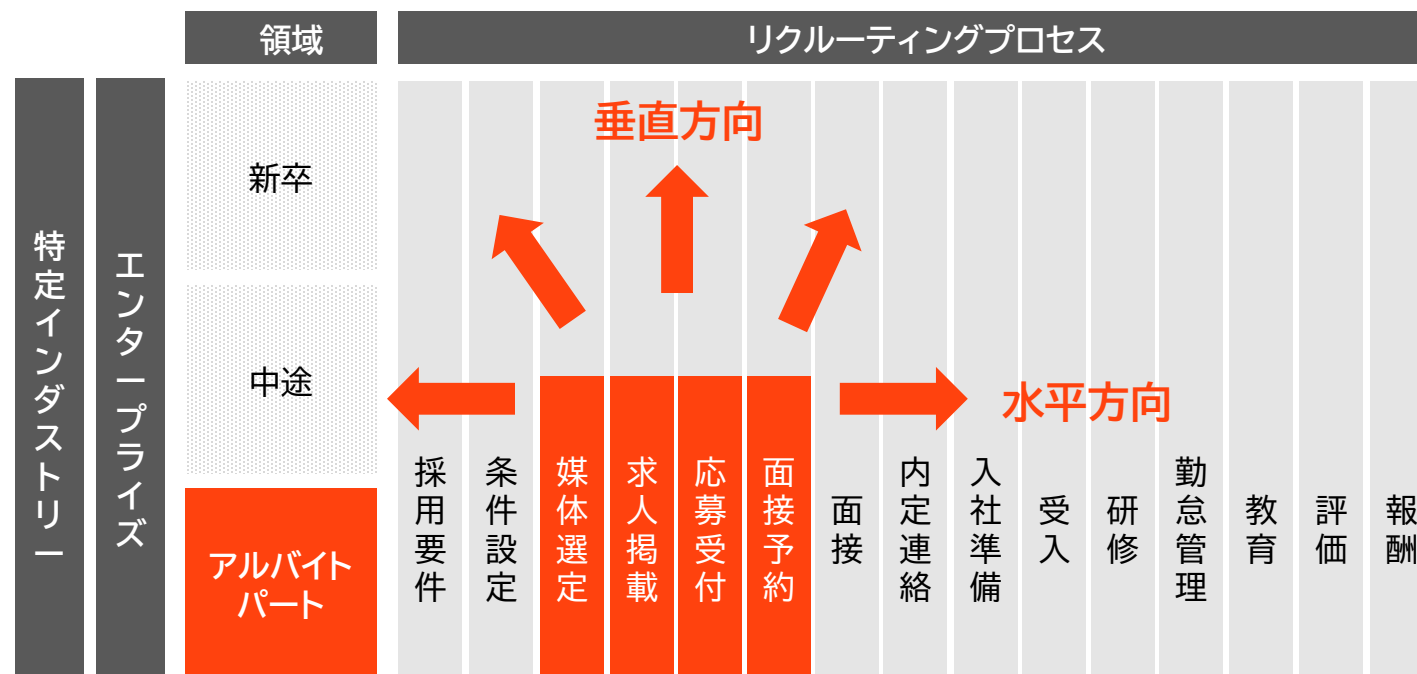 領域
リクルーティングプロセス
特定インダストリー
エンタープライズ
新卒
中途
アルバイト
パート
垂直方向
水平方向
採用要件
条件設定
媒体選定
求人掲載
応募受付
面接予約
面接
内定連絡
入社準備
受入
研修
勤怠管理
教育
評価
報酬